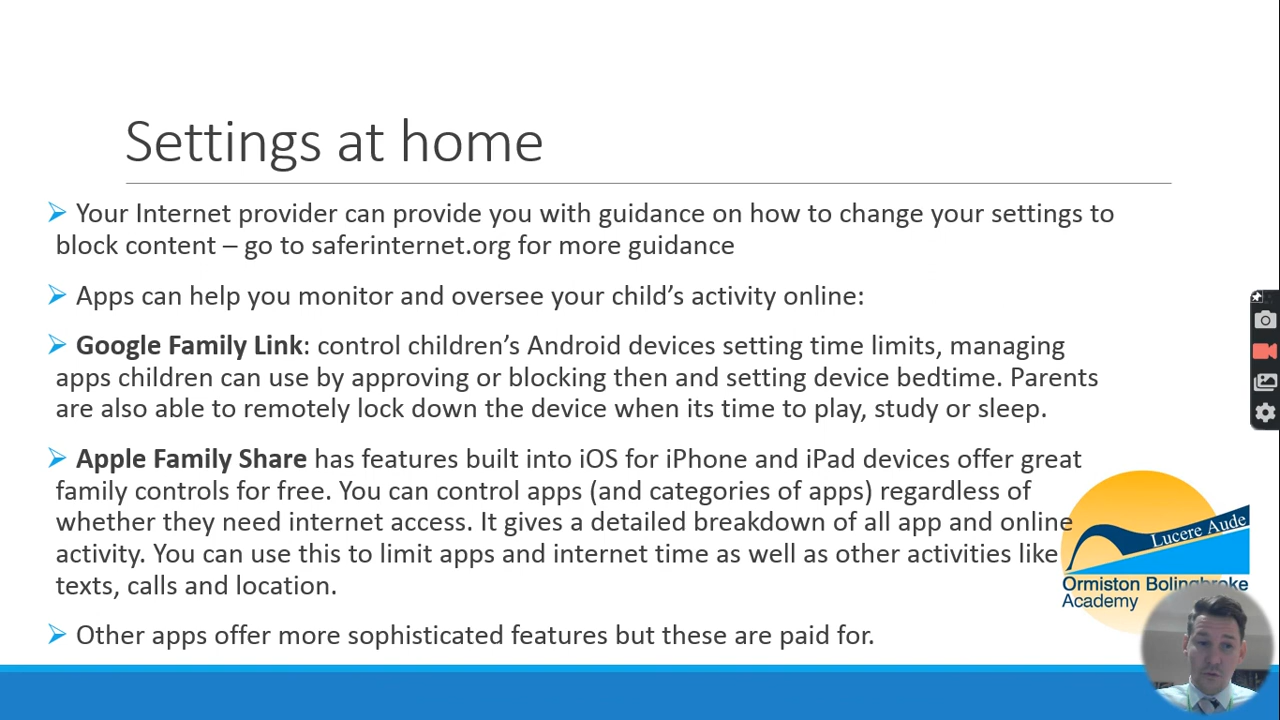 Settings at home
Your Internet provider can provide you with guidance on how to change your settings to
block content – go to saferinternet.org for more guidance
Apps can help you monitor and oversee your child’s activity online:
Google Family Link: control children’s Android devices setting time limits, managing
apps children can use by approving or blocking then and setting device bedtime. Parents
are also able to remotely lock down the device when its time to play, study or sleep.
Apple Family Share has features built into iOS for iPhone and iPad devices offer great
family controls for free. You can control apps (and categories of apps) regardless of
whether they need internet access. It gives a detailed breakdown of all app and online
activity. You can use this to limit apps and internet time as well as other activities like
texts, calls and location.
Other apps offer more sophisticated features but these are paid for.
Lucere Aude
Ormiston Bolingbroke
Academy